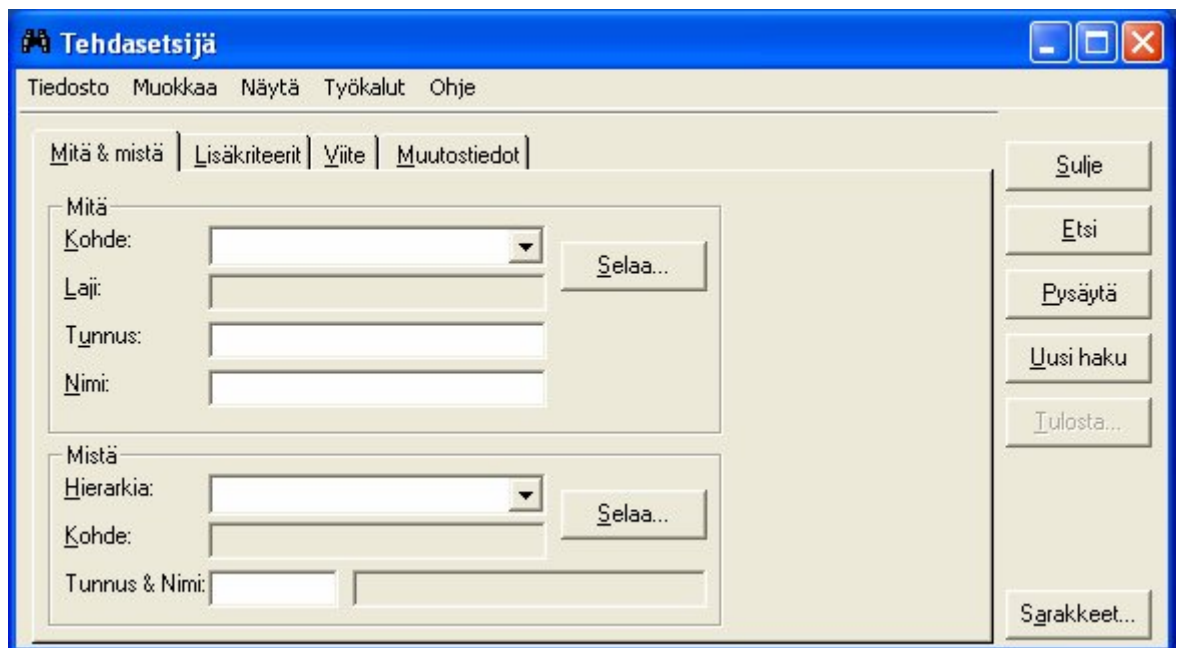 Tehdasetsijä
Tiedosto Muokkaa Näytä Työkalut Ohje
Mitä & mistä Lisäkriteerit Viite Muutostiedot
Mitä
Kohde:
Selaa...
Laji:
Tunnus:
Nimi:
Mistä
Hierarkia:
Selaa...
Kohde:
Tunnus & Nimi:
Sulje
Etsi
Pysäytä
Uusi haku
Tulosta...
Sarakkeet...